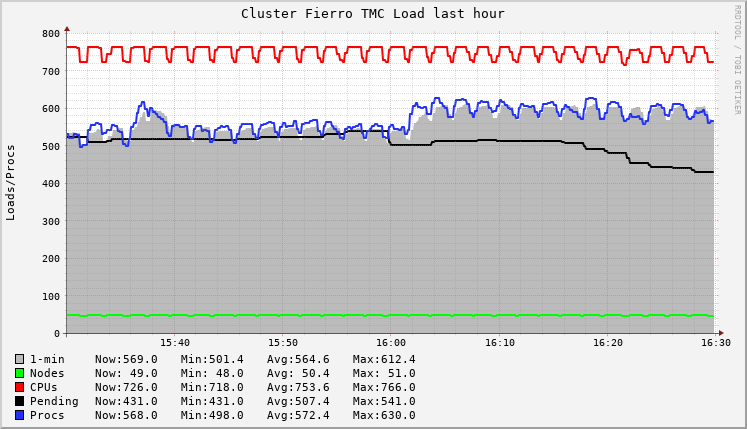 Cluster Fierro TMC Load last hour
RRDTOOL / TOBI OETIKER
Loads/Procs
800
700
600
500
400
300
200
100
0
15:40 15:50 16:00 16:10 16:20 16:30
1-min Now:569.0 Min:501.4 Avg:564.6 Max:612.4
Nodes Now: 49.0 Min: 48.0 Avg: 50.4 Max: 51.0
CPUs Now:726.0 Min:718.0 Avg:753.6 Max:766.0
Pending Now:431.0 Min:431.0 Avg:507.4 Max:541.0
Procs Now:568.0 Min:498.0 Avg:572.4 Max:630.0